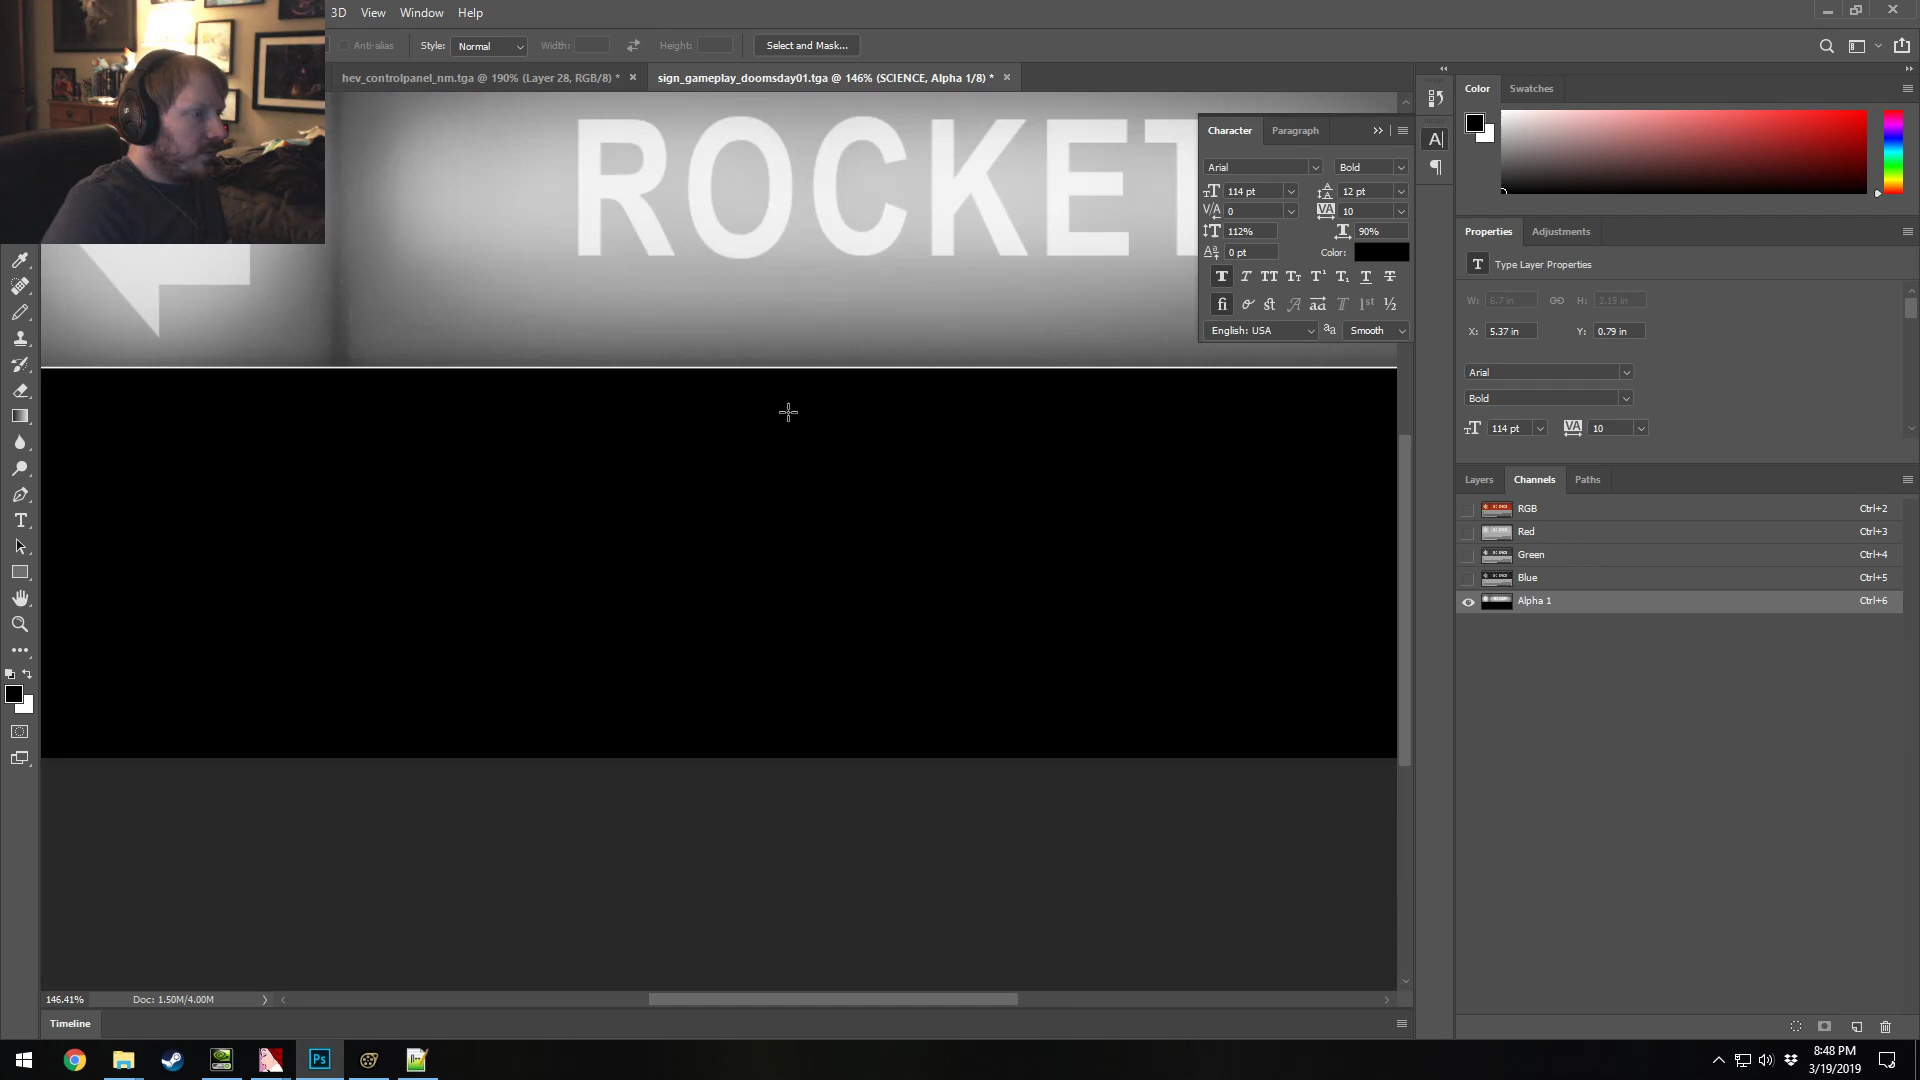 3D View Window Help
Anti-alias Style: Normal Width: Height: Select and Mask...
hev_controlpanel_nm.tga @ 190% (Layer 28, RGB/8) * × sign_gameplay_doomsday01.tga @ 146% (SCIENCE, Alpha 1/8) * ×
ROCKET
Character Paragraph
Arial Bold
114 pt 12 pt
0 10
112% 90%
0 pt Color:
English: USA Smooth
Color Swatches
Properties Adjustments
Type Layer Properties
W: 6.7 in H: 2.19 in
X: 5.37 in Y: 0.79 in
Arial
Bold
114 pt 10
Layers Channels Paths
RGB Ctrl+2
Red Ctrl+3
Green Ctrl+4
Blue Ctrl+5
Alpha 1 Ctrl+6
146.41% Doc: 1.50M/4.00M
Timeline
8:48 PM
3/19/2019